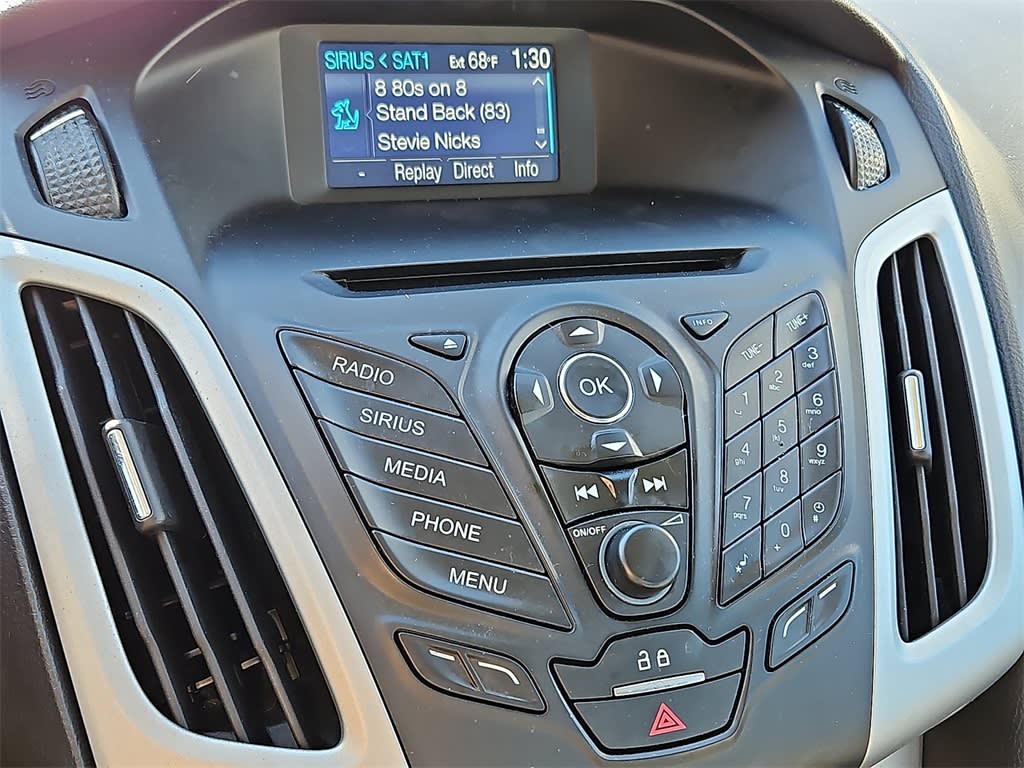 SIRIUS < SAT1 Ext 68°F 1:30
8 80s on 8
Stand Back (83)
Stevie Nicks
- Replay Direct Info
INFO
TUNE- TUNE+
RADIO
SIRIUS
MEDIA
PHONE
MENU
OK
ON/OFF
1 2 abc 3 def
4 ghi 5 jkl 6 mno
7 pqrs 8 tuv 9 wxyz
* 0 + #